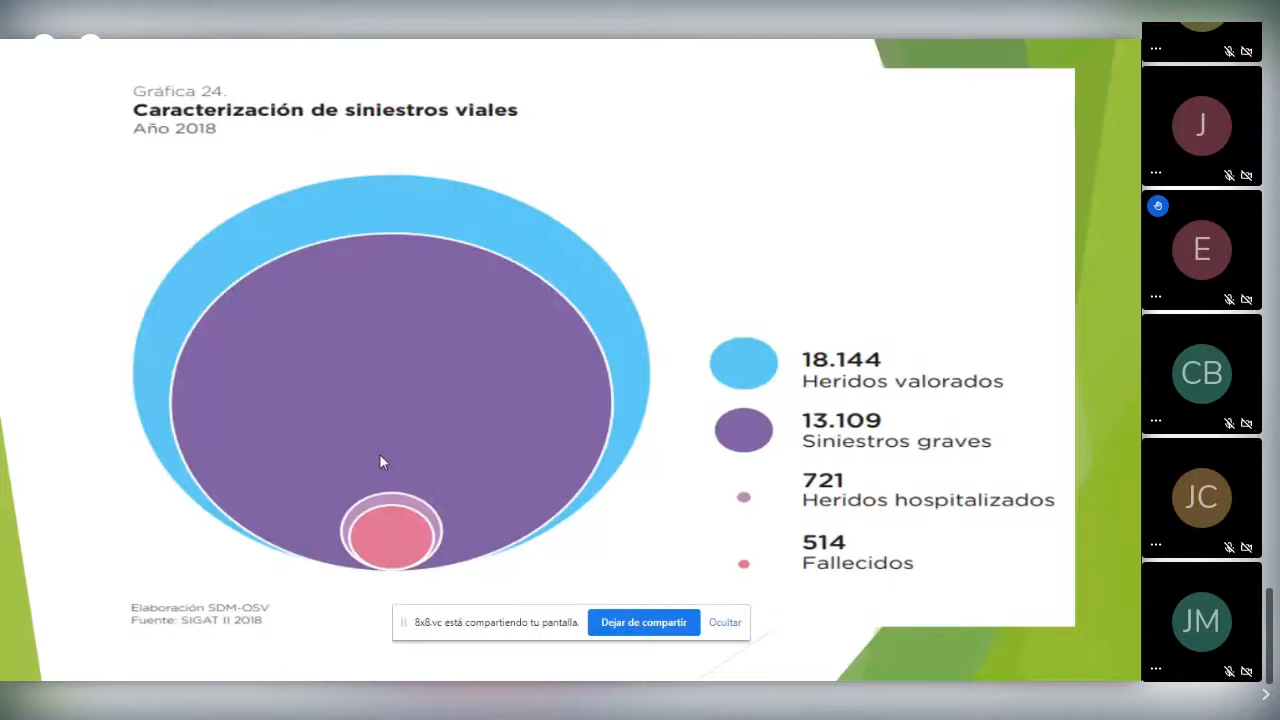 Gráfica 24.
Caracterización de siniestros viales
Año 2018
18.144
Heridos valorados
13.109
Siniestros graves
721
Heridos hospitalizados
514
Fallecidos
Elaboración SDM-OSV
Fuente: SIGAT II 2018
8x8.vc está compartiendo tu pantalla.
Dejar de compartir
Ocultar
J
E
CB
JC
JM